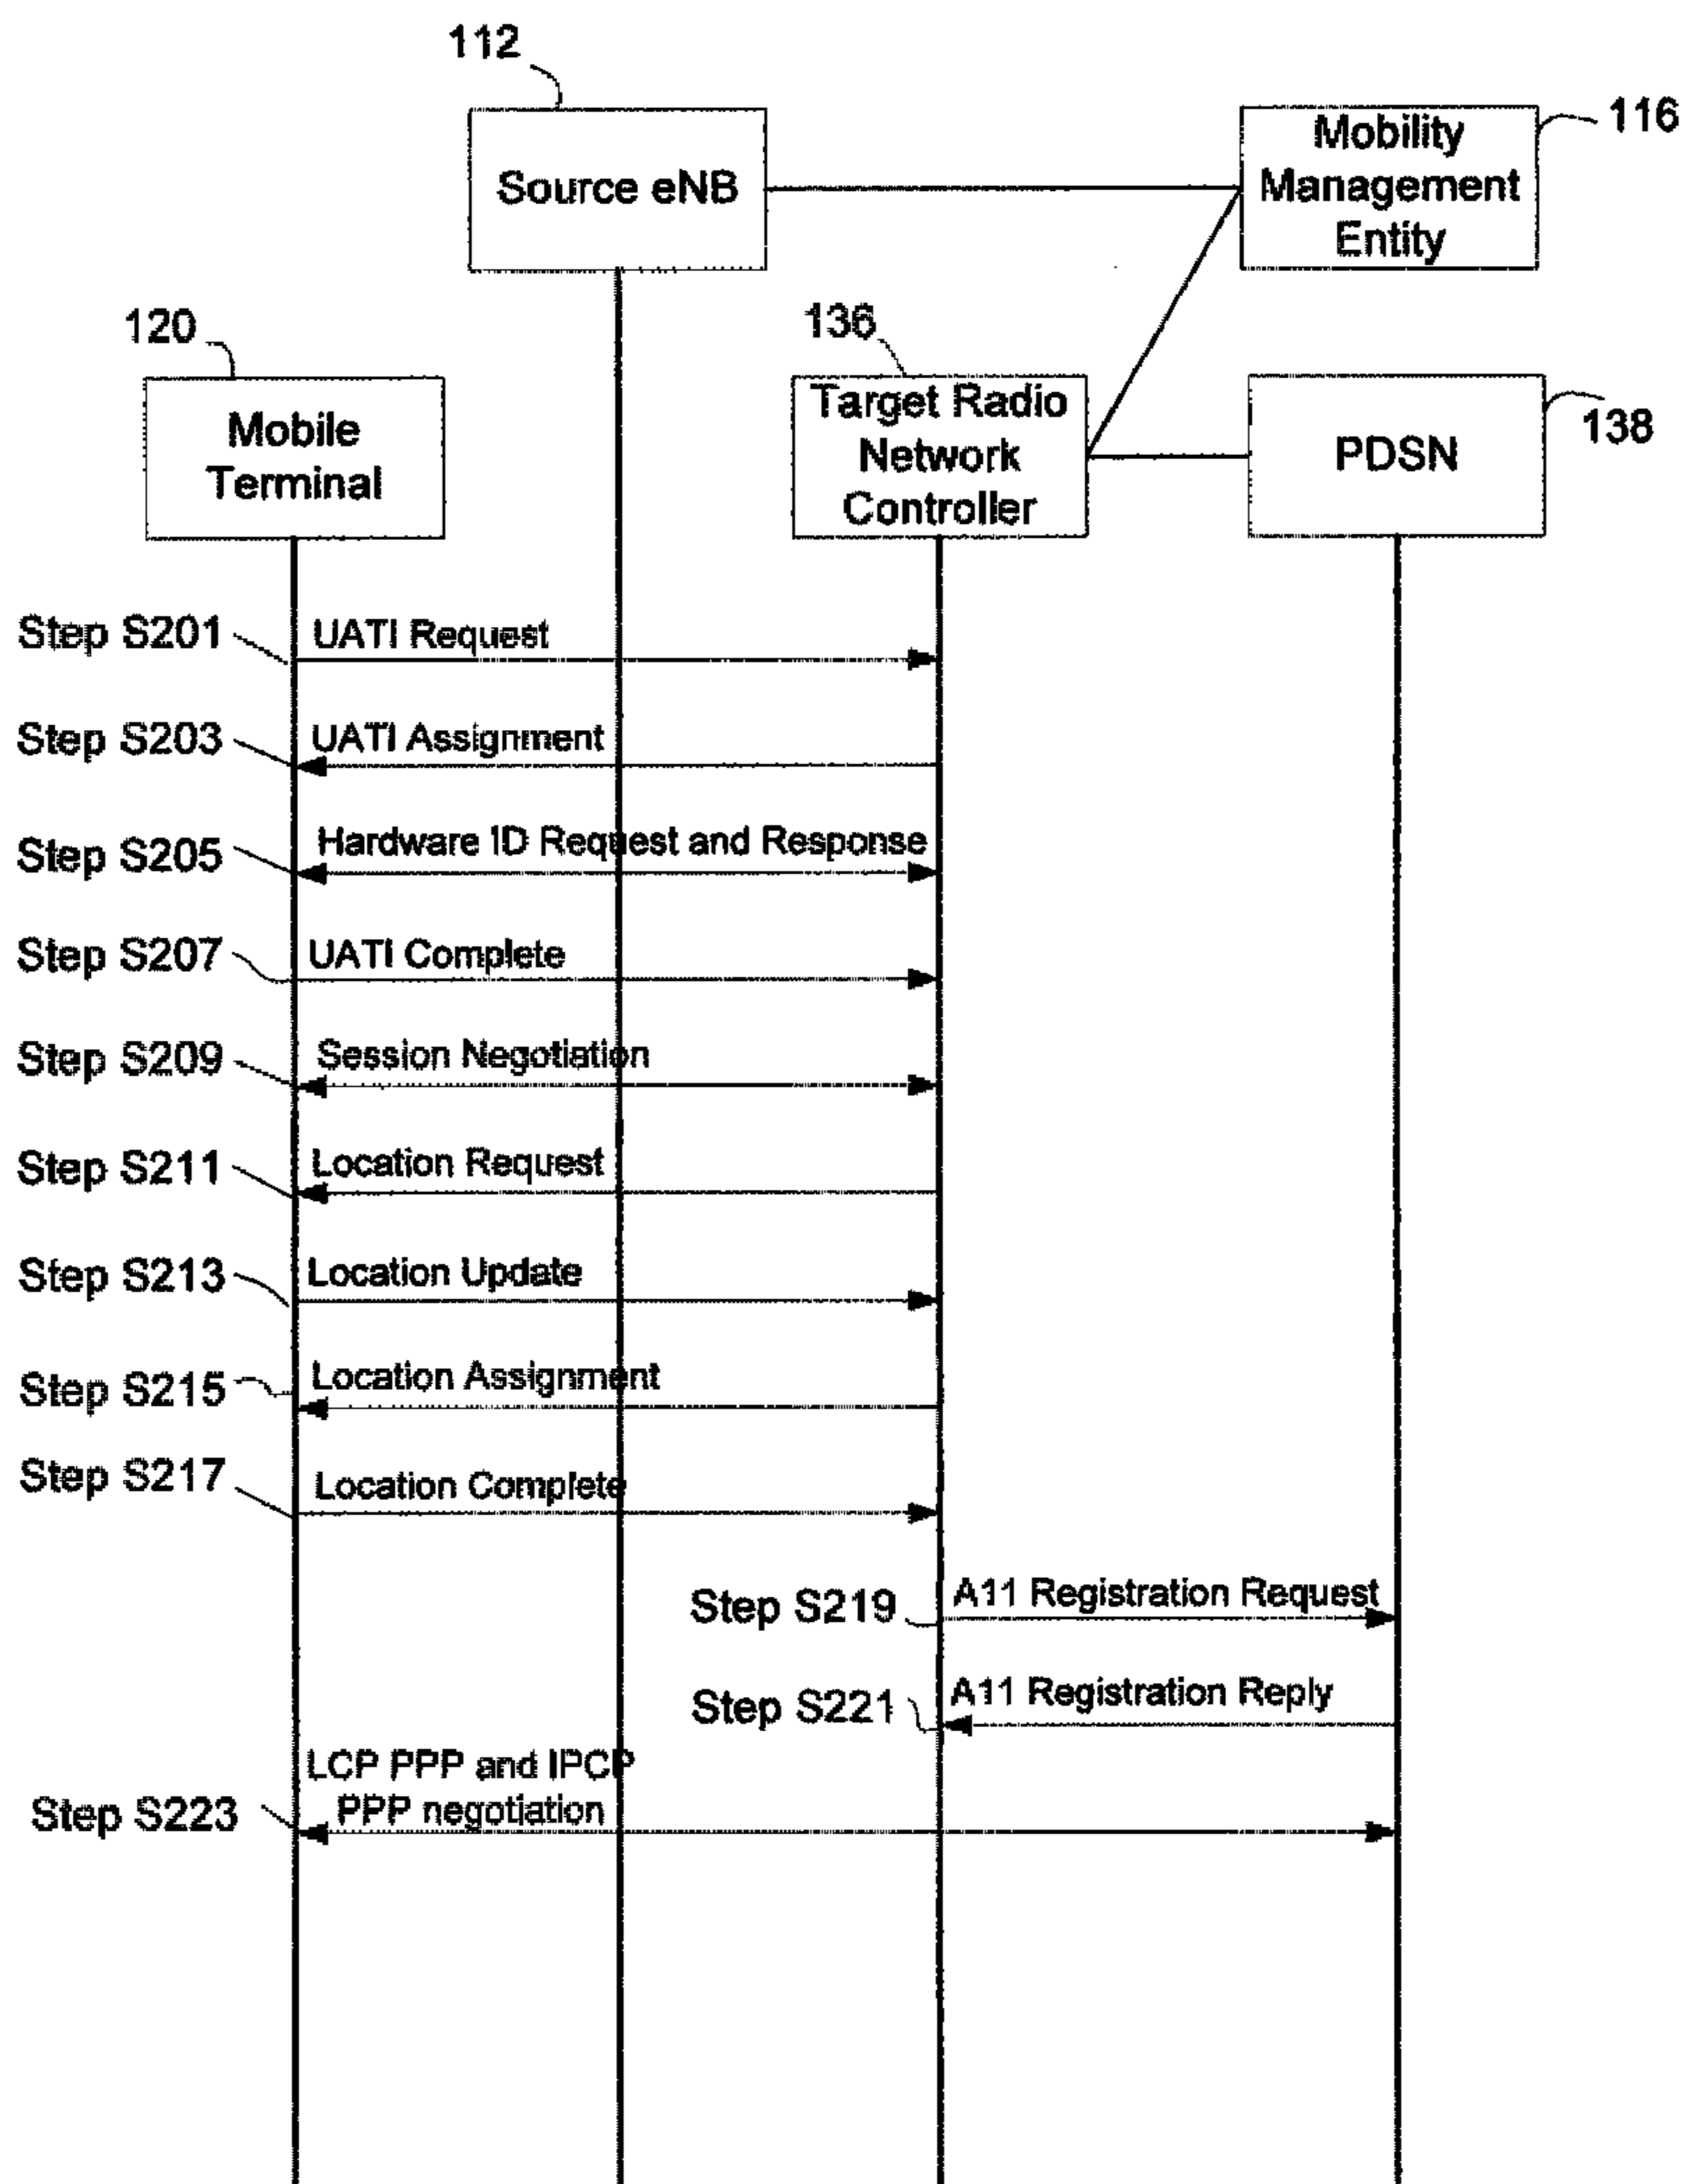 112
Source eNB
Mobility
Management
Entity
116
120
Mobile
Terminal
136
Target Radio
Network
Controller
PDSN
138
Step S201
UATI Request
Step S203
UATI Assignment
Step S205
Hardware ID Request and Response
Step S207
UATI Complete
Step S209
Session Negotiation
Step S211
Location Request
Step S213
Location Update
Step S215
Location Assignment
Step S217
Location Complete
Step S219
A11 Registration Request
Step S221
A11 Registration Reply
Step S223
LCP PPP and IPCP
PPP negotiation